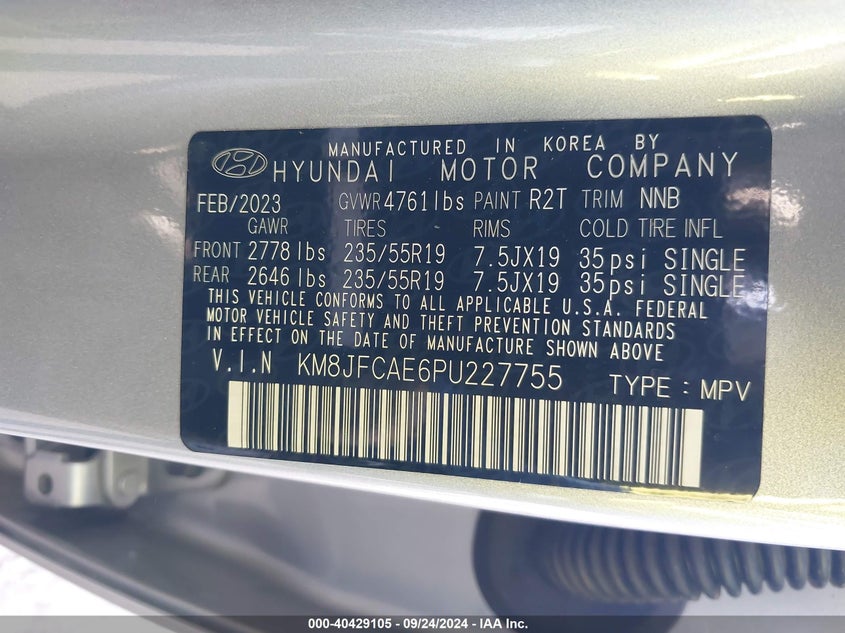 MANUFACTURED IN KOREA BY
HYUNDAI MOTOR COMPANY
FEB/2023 GVWR 4761 lbs PAINT R2T TRIM NNB
GAWR TIRES RIMS COLD TIRE INFL
FRONT 2778 lbs 235/55R19 7.5JX19 35psi SINGLE
REAR 2646 lbs 235/55R19 7.5JX19 35psi SINGLE
THIS VEHICLE CONFORMS TO ALL APPLICABLE U.S.A. FEDERAL
MOTOR VEHICLE SAFETY AND THEFT PREVENTION STANDARDS
IN EFFECT ON THE DATE OF MANUFACTURE SHOWN ABOVE
V.I.N KM8JFCAE6PU227755 TYPE : MPV
000-40429105 - 09/24/2024 - IAA Inc.